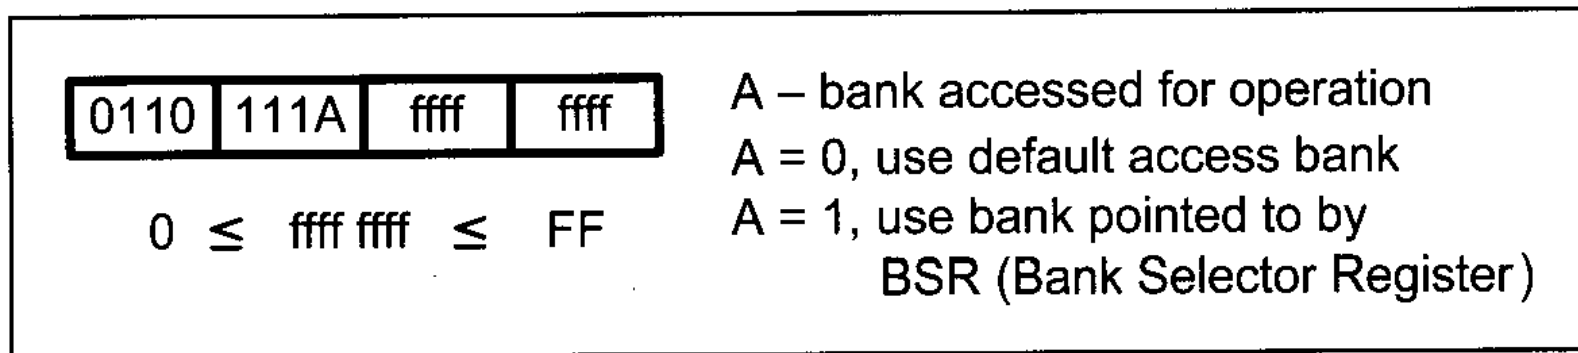 0110 111A ffff ffff
0 ≤ ffff ffff ≤ FF
A – bank accessed for operation
A = 0, use default access bank
A = 1, use bank pointed to by
BSR (Bank Selector Register)